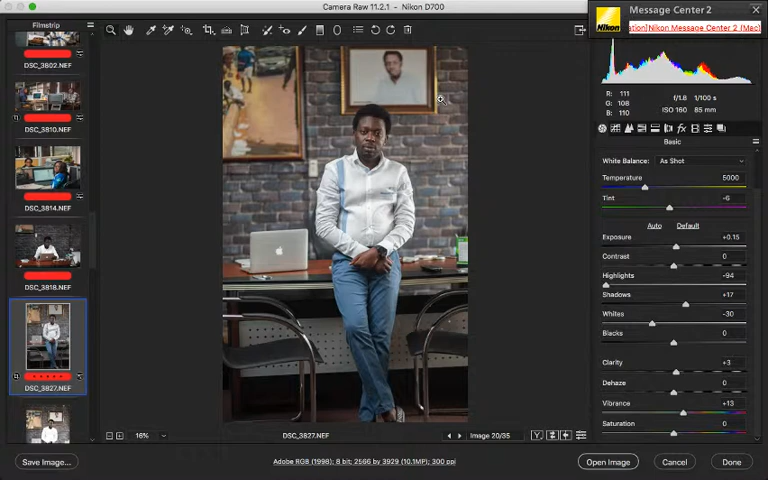 Camera Raw 11.2.1 - Nikon D700
Message Center 2
Nikon
ation]Nikon Message Center 2 (Mac)
Filmstrip
DSC_3802.NEF
DSC_3810.NEF
DSC_3814.NEF
DSC_3818.NEF
DSC_3827.NEF
R: 111
G: 108
B: 110
f/1.8 1/100 s
ISO 160 85 mm
fx
Basic
White Balance: As Shot
Temperature 5000
Tint -6
Auto Default
Exposure +0.15
Contrast 0
Highlights -94
Shadows +17
Whites -30
Blacks 0
Clarity +3
Dehaze 0
Vibrance +13
Saturation 0
16%
DSC_3827.NEF
Image 20/35
Y
Save Image...
Adobe RGB (1998); 8 bit; 2566 by 3929 (10.1MP); 300 ppi
Open Image
Cancel
Done